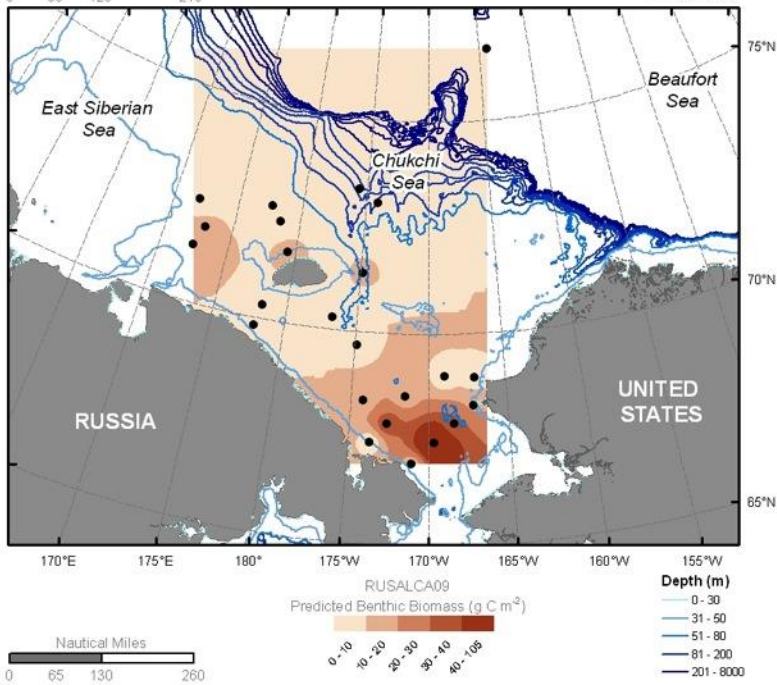 75°N
East Siberian
Sea
Beaufort
Sea
Chukchi
Sea
70°N
RUSSIA
UNITED
STATES
65°N
170°E 175°E 180° 175°W 170°W 165°W 160°W 155°W
RUSALCA09
Predicted Benthic Biomass (g C m⁻²)
0-10 10-20 20-30 30-40 40-105
Depth (m)
0 - 30
31 - 50
51 - 80
81 - 200
201 - 8000
Nautical Miles
0 65 130 260